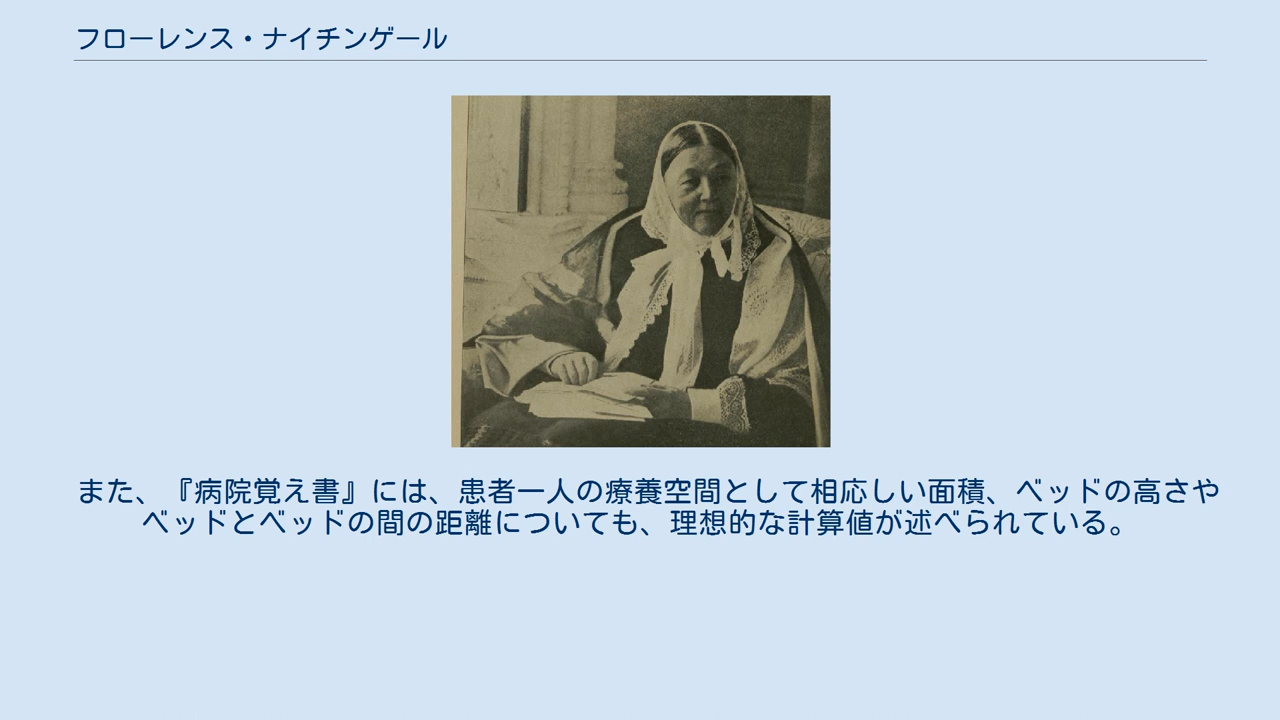 フローレンス・ナイチンゲール
また、『病院覚え書』には、患者一人の療養空間として相応しい面積、ベッドの高さや
ベッドとベッドの間の距離についても、理想的な計算値が述べられている。